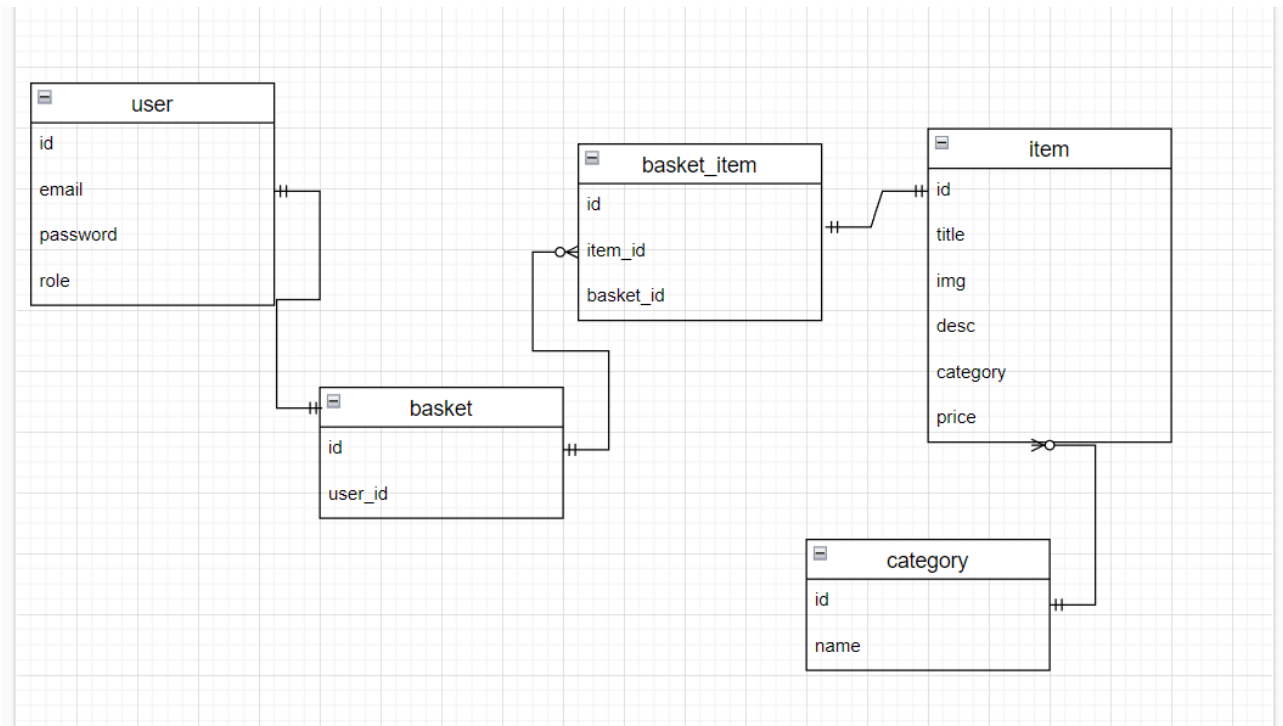 user
id
email
password
role
basket_item
id
item_id
basket_id
item
id
title
img
desc
category
price
basket
id
user_id
category
id
name